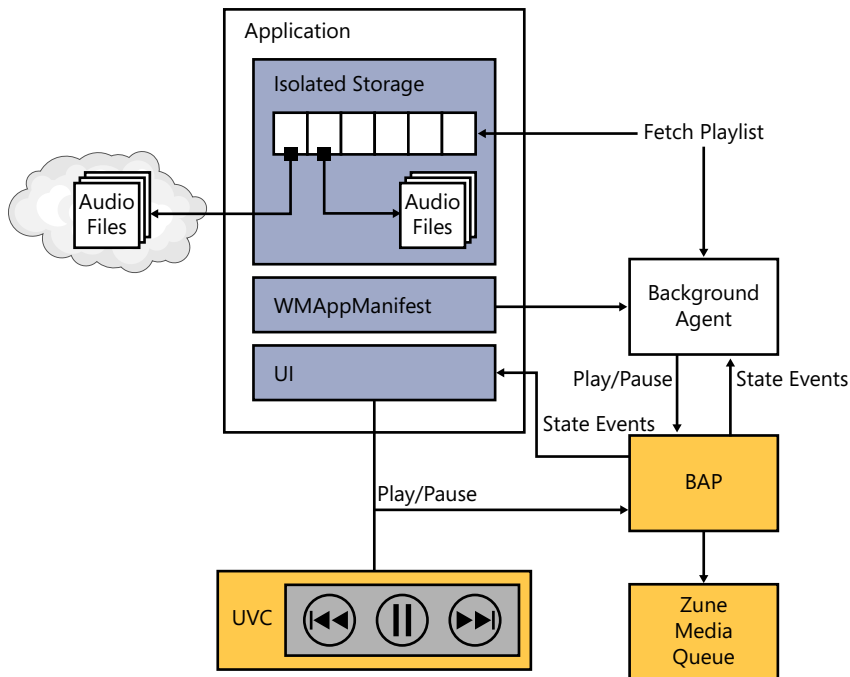 Application
Isolated Storage
Fetch Playlist
Audio
Files
Audio
Files
WMAppManifest
Background
Agent
UI
Play/Pause
State Events
State Events
BAP
Play/Pause
UVC
Zune
Media
Queue